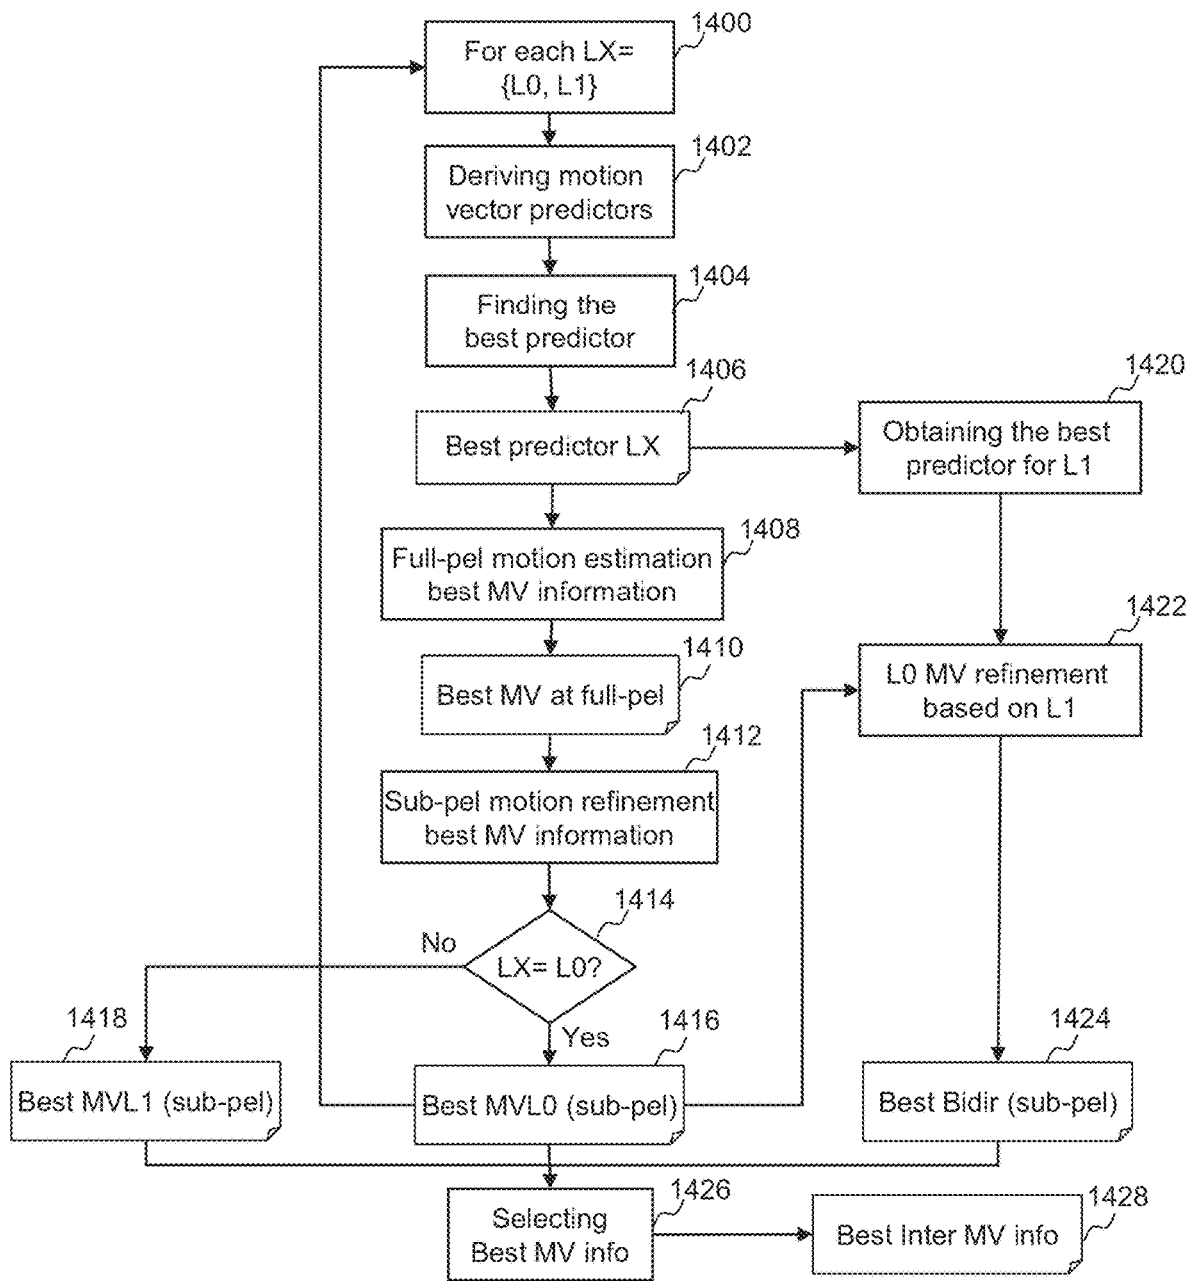 1400
For each LX=
{L0, L1}
1402
Deriving motion
vector predictors
1404
Finding the
best predictor
1406
Best predictor LX
1420
Obtaining the best
predictor for L1
1408
Full-pel motion estimation
best MV information
1422
L0 MV refinement
based on L1
1410
Best MV at full-pel
1412
Sub-pel motion refinement
best MV information
1414
No
LX= L0?
Yes
1418
Best MVL1 (sub-pel)
1416
Best MVL0 (sub-pel)
1424
Best Bidir (sub-pel)
1426
Selecting
Best MV info
1428
Best Inter MV info